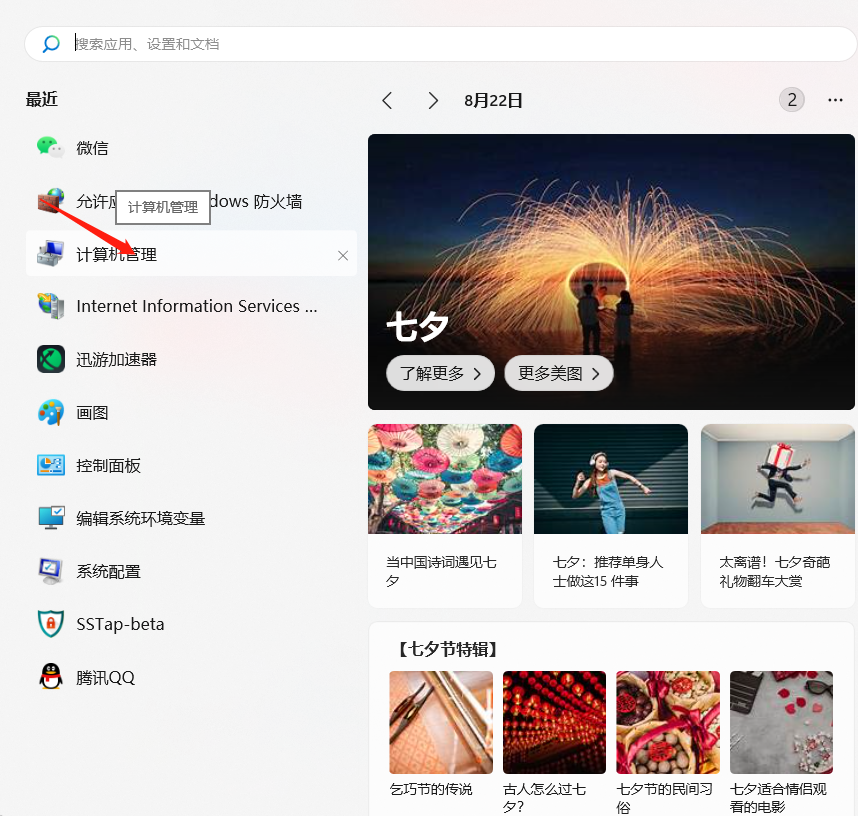 搜索应用、设置和文档
最近
微信
允许应
dows 防火墙
计算机管理
计算机管理
Internet Information Services ...
迅游加速器
画图
控制面板
编辑系统环境变量
系统配置
SSTap-beta
腾讯QQ
8月22日
2
七夕
了解更多
更多美图
当中国诗词遇见七
夕
七夕：推荐单身人
士做这15 件事
太离谱！七夕奇葩
礼物翻车大赏
【七夕节特辑】
乞巧节的传说
古人怎么过七
夕?
七夕节的民间习
俗
七夕适合情侣观
看的电影